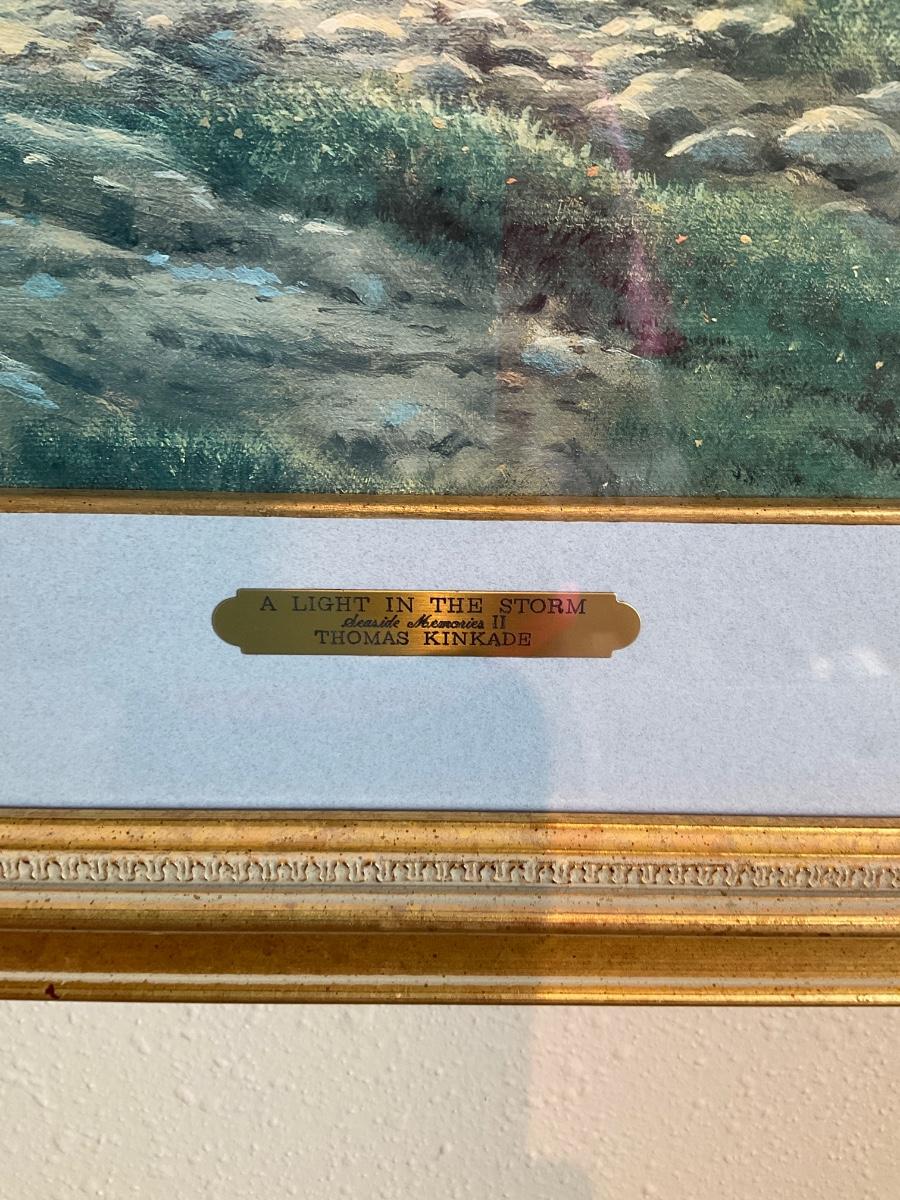 A LIGHT IN THE STORM
Seaside Memories II
THOMAS KINKADE